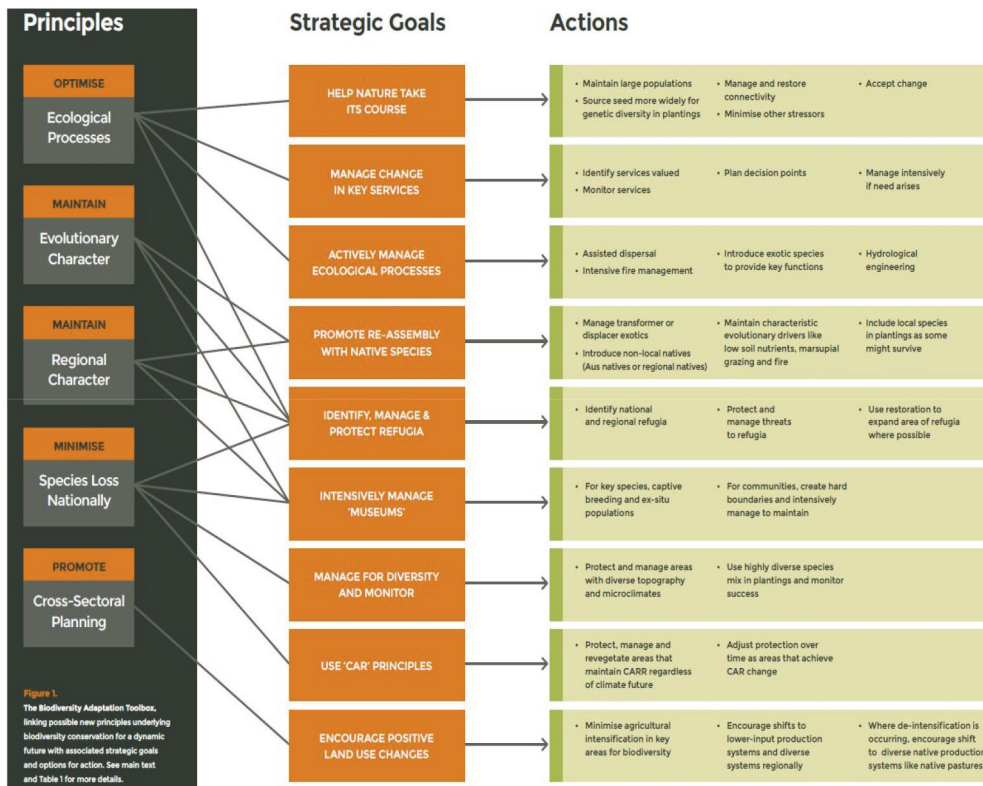 Principles
Strategic Goals
Actions
OPTIMISE
Ecological
Processes
MAINTAIN
Evolutionary
Character
MAINTAIN
Regional
Character
MINIMISE
Species Loss
Nationally
PROMOTE
Cross-Sectoral
Planning
Figure 1.
The Biodiversity Adaptation Toolbox,
linking possible new principles underlying
biodiversity conservation for a dynamic
future with associated strategic goals
and options for action. See main text
and Table 1 for more details.
HELP NATURE TAKE
ITS COURSE
• Maintain large populations
• Source seed more widely for
genetic diversity in plantings
• Manage and restore
connectivity
• Minimise other stressors
• Accept change
MANAGE CHANGE
IN KEY SERVICES
• Identify services valued
• Monitor services
• Plan decision points
• Manage intensively
if need arises
ACTIVELY MANAGE
ECOLOGICAL PROCESSES
• Assisted dispersal
• Intensive fire management
• Introduce exotic species
to provide key functions
• Hydrological
engineering
PROMOTE RE-ASSEMBLY
WITH NATIVE SPECIES
• Manage transformer or
displacer exotics
• Introduce non-local natives
(Aus natives or regional natives)
• Maintain characteristic
evolutionary drivers like
low soil nutrients, marsupial
grazing and fire
• Include local species
in plantings as some
might survive
IDENTIFY, MANAGE &
PROTECT REFUGIA
• Identify national
and regional refugia
• Protect and
manage threats
to refugia
• Use restoration to
expand area of refugia
where possible
INTENSIVELY MANAGE
'MUSEUMS'
• For key species, captive
breeding and ex-situ
populations
• For communities, create hard
boundaries and intensively
manage to maintain
MANAGE FOR DIVERSITY
AND MONITOR
• Protect and manage areas
with diverse topography
and microclimates
• Use highly diverse species
mix in plantings and monitor
success
USE 'CAR' PRINCIPLES
• Protect, manage and
revegetate areas that
maintain CARR regardless
of climate future
• Adjust protection over
time as areas that achieve
CAR change
ENCOURAGE POSITIVE
LAND USE CHANGES
• Minimise agricultural
intensification in key
areas for biodiversity
• Encourage shifts to
lower-input production
systems and diverse
systems regionally
• Where de-intensification is
occurring, encourage shift
to diverse native production
systems like native pastures